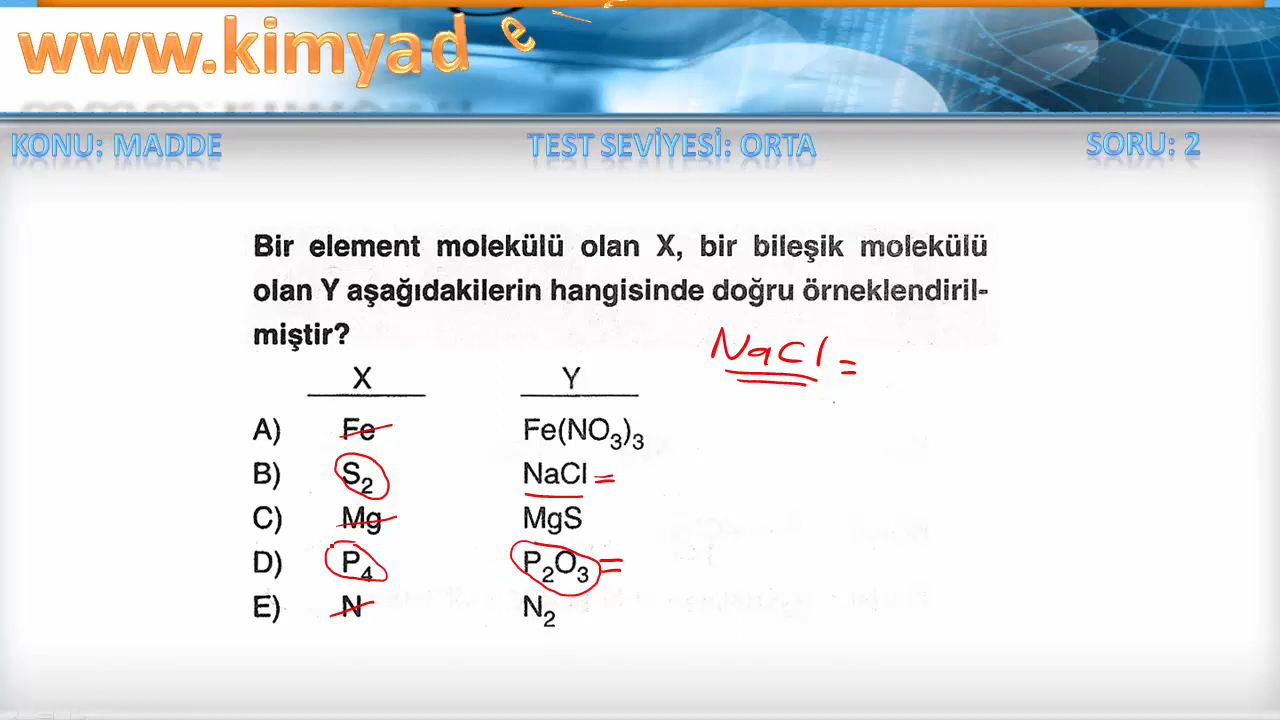 www.kimyad e
KONU: MADDE TEST SEVİYESİ: ORTA SORU: 2
Bir element molekülü olan X, bir bileşik molekülü
olan Y aşağıdakilerin hangisinde doğru örneklendiril-
miştir?
NaCl =
X Y
A) Fe Fe(NO₃)₃
B) S₂ NaCl =
C) Mg MgS
D) P₄ P₂O₃ =
E) N N₂